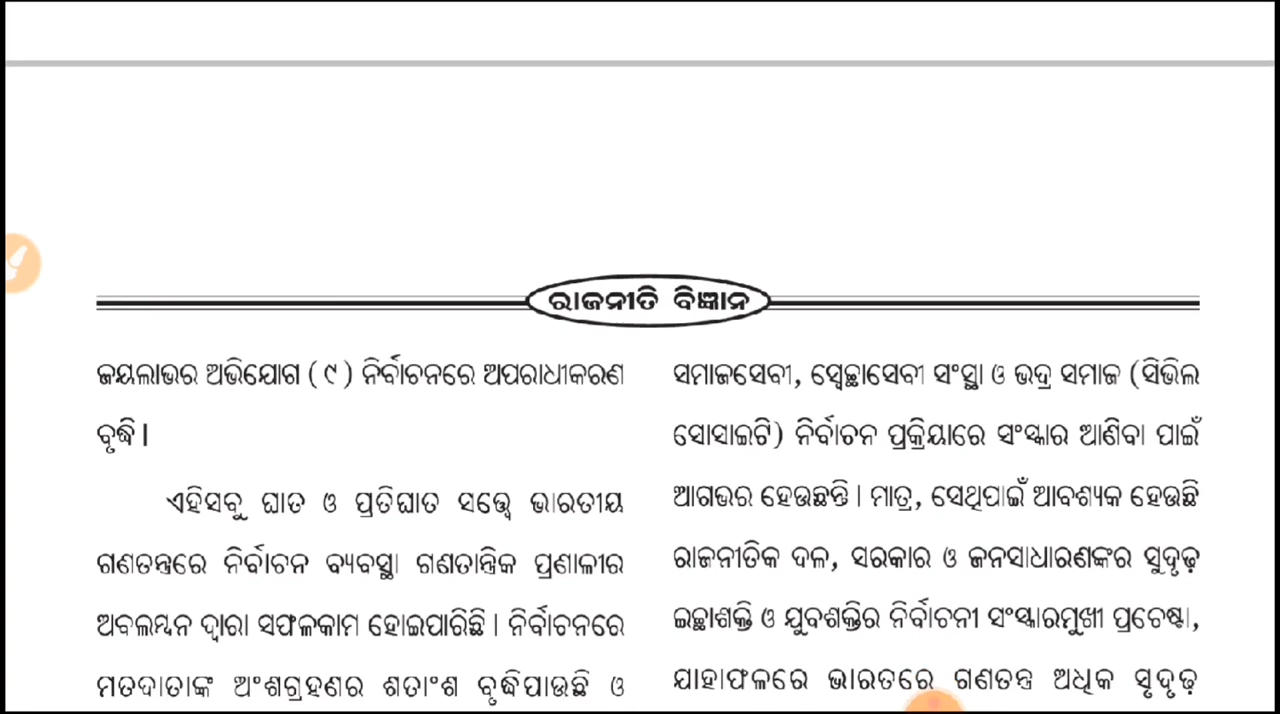 ରାଜନୀତି ବିଜ୍ଞାନ
ଜୟଲାଭର ଅଭିଯୋଗ (୯) ନିର୍ବାଚନରେ ଅପରାଧୀକରଣ
ବୃଦ୍ଧି।
ଏହିସବୁ ଘାତ ଓ ପ୍ରତିଘାତ ସତ୍ତ୍ୱେ ଭାରତୀୟ
ଗଣତନ୍ତ୍ରରେ ନିର୍ବାଚନ ବ୍ୟବସ୍ଥା ଗଣତାନ୍ତ୍ରିକ ପ୍ରଣାଳୀର
ଅବଲମ୍ବନ ଦ୍ୱାରା ସଫଳକାମ ହୋଇପାରିଛି। ନିର୍ବାଚନରେ
ମତଦାତାଙ୍କ ଅଂଶଗ୍ରହଣର ଶତାଂଶ ବୃଦ୍ଧିପାଉଛି ଓ
ସମାଜସେବୀ, ସ୍ୱେଚ୍ଛାସେବୀ ସଂସ୍ଥା ଓ ଭଦ୍ର ସମାଜ (ସିଭିଲ
ସୋସାଇଟି) ନିର୍ବାଚନ ପ୍ରକ୍ରିୟାରେ ସଂସ୍କାର ଆଣିବା ପାଇଁ
ଆଗଭର ହେଉଛନ୍ତି। ମାତ୍ର, ସେଥିପାଇଁ ଆବଶ୍ୟକ ହେଉଛି
ରାଜନୀତିକ ଦଳ, ସରକାର ଓ ଜନସାଧାରଣଙ୍କର ସୁଦୃଢ଼
ଇଚ୍ଛାଶକ୍ତି ଓ ଯୁବଶକ୍ତିର ନିର୍ବାଚନୀ ସଂସ୍କାରମୁଖୀ ପ୍ରଚେଷ୍ଟା,
ଯାହାଫଳରେ ଭାରତରେ ଗଣତନ୍ତ୍ର ଅଧିକ ସୁଦୃଢ଼